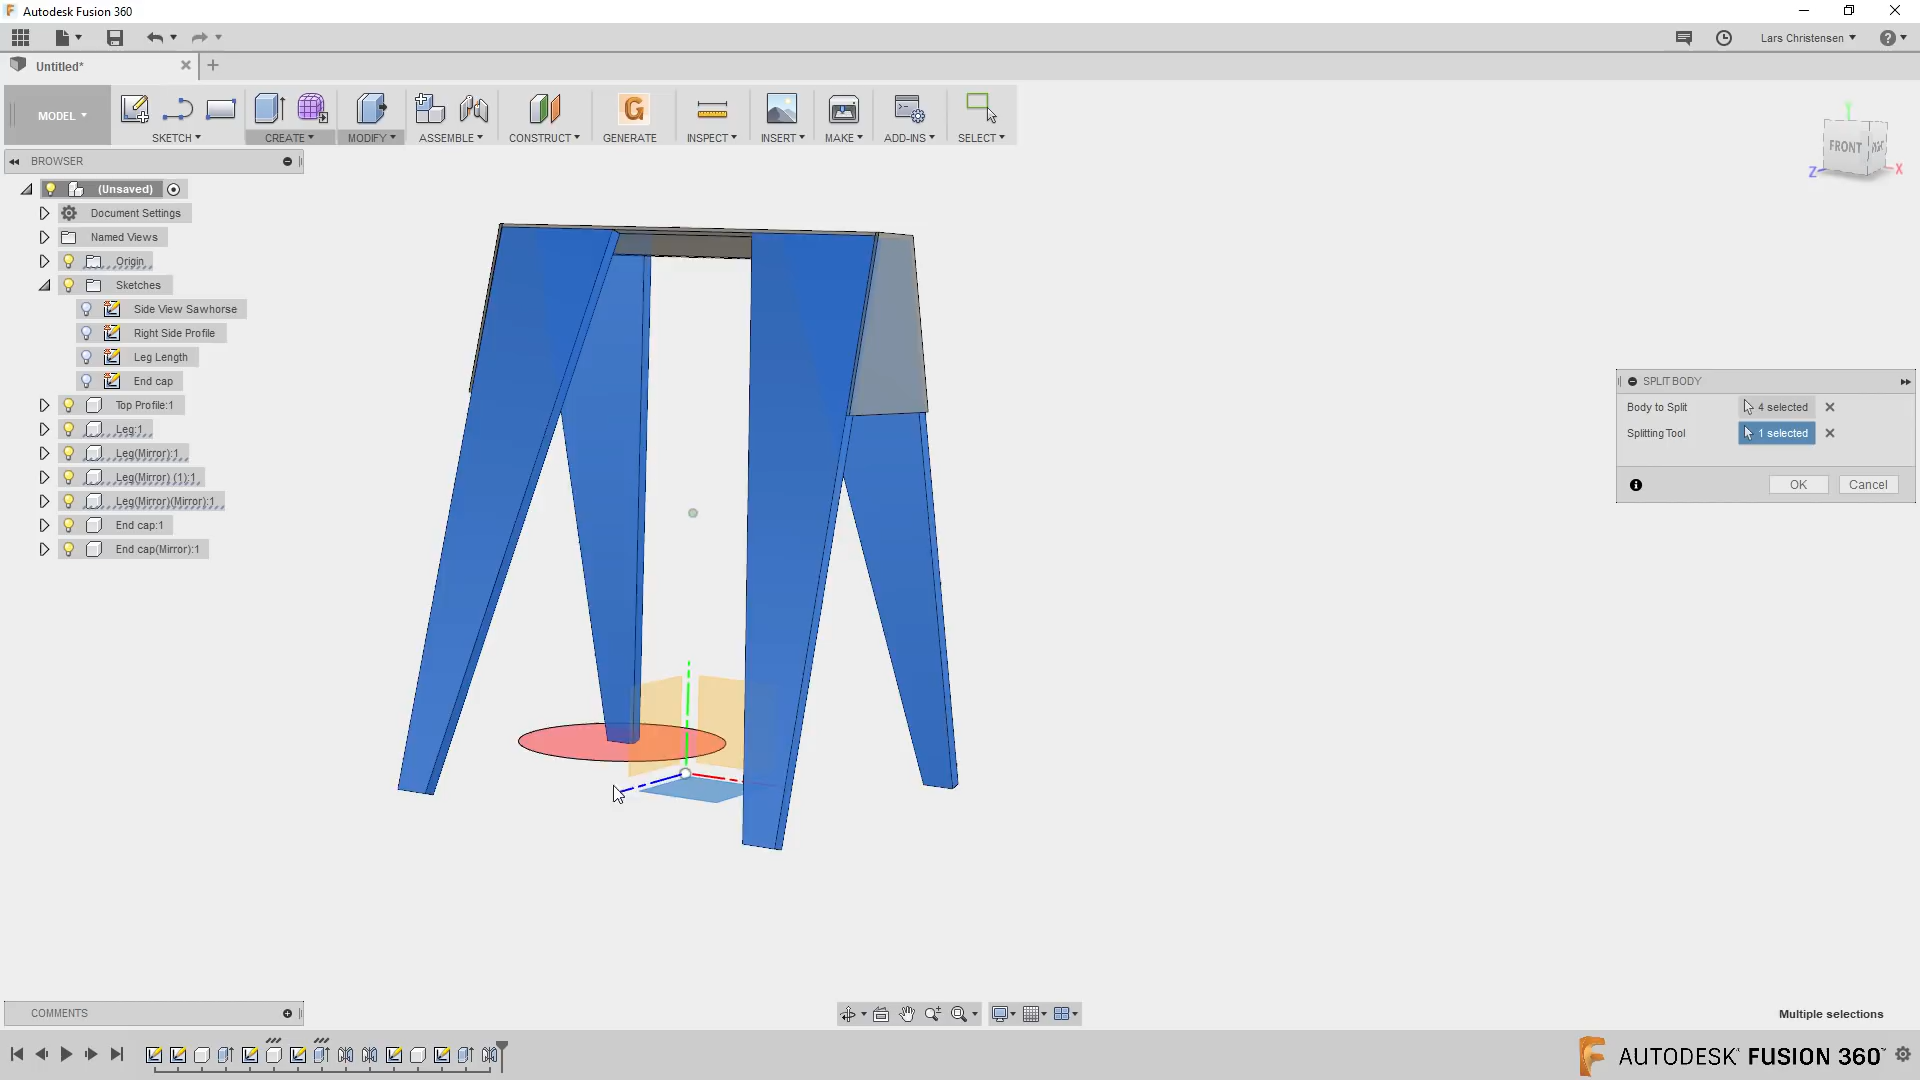 Autodesk Fusion 360
Lars Christensen
Untitled*
MODEL
SKETCH
CREATE
MODIFY
ASSEMBLE
CONSTRUCT
GENERATE
INSPECT
INSERT
MAKE
ADD-INS
SELECT
FRONT
Z
X
BROWSER
(Unsaved)
Document Settings
Named Views
Origin
Sketches
Side View Sawhorse
Right Side Profile
Leg Length
End cap
Top Profile:1
Leg:1
Leg(Mirror):1
Leg(Mirror) (1):1
Leg(Mirror)(Mirror):1
End cap:1
End cap(Mirror):1
SPLIT BODY
Body to Split 4 selected
Splitting Tool 1 selected
OK Cancel
COMMENTS
Multiple selections
AUTODESK® FUSION 360™